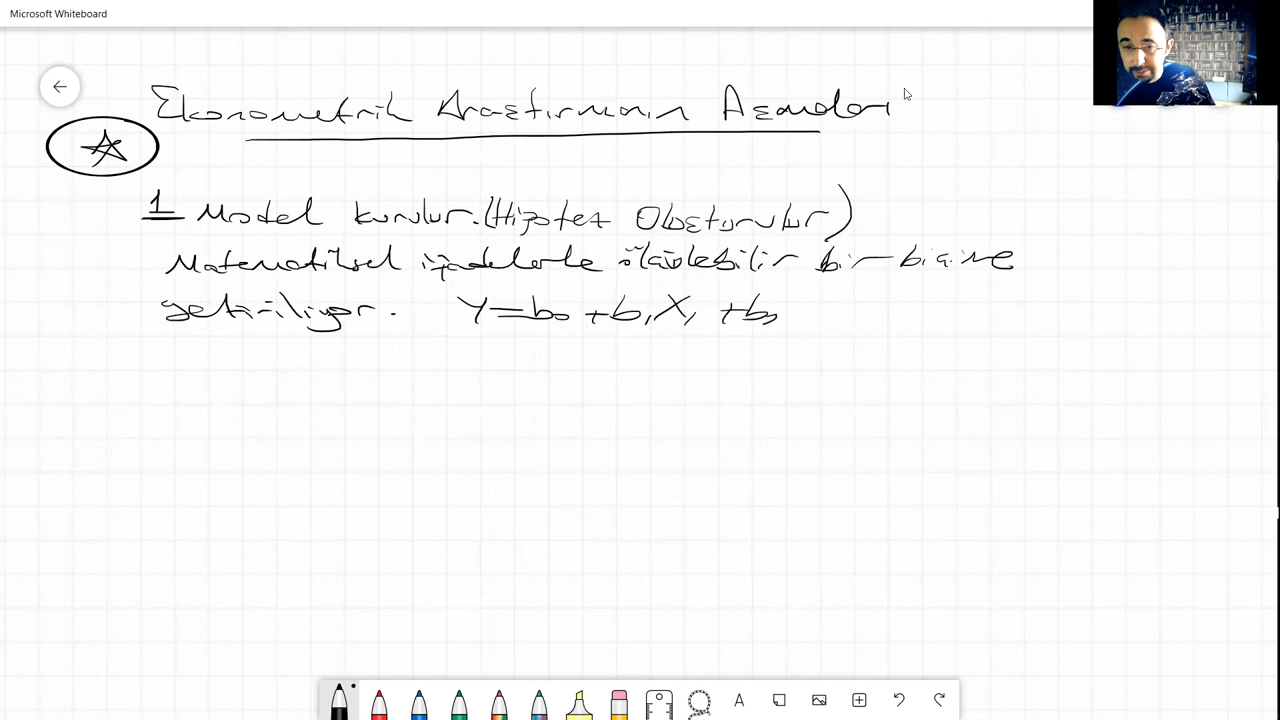 Microsoft Whiteboard
Ekonometrik Araştırmanın Aşamaları
1 Model kurulur. (Hipotez Oluşturulur)
Matematiksel ifadelerle ölçülebilir bir biçime
getiriliyor. Y = b₀ + b₁X₁ + b₂
A